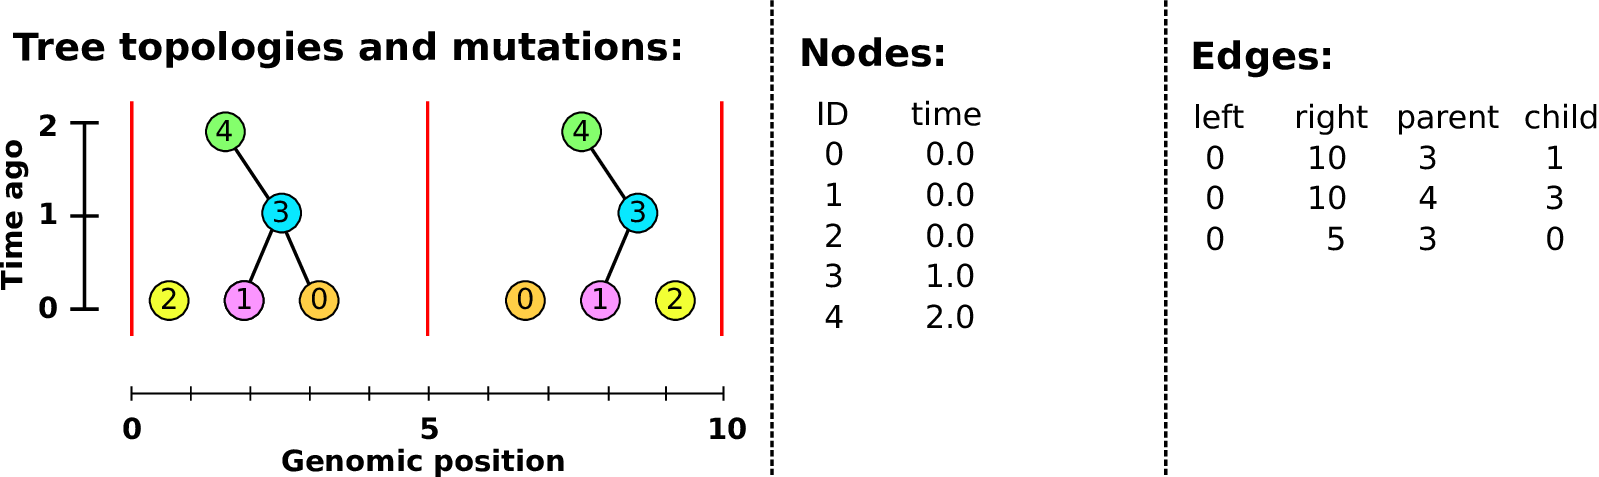 Tree topologies and mutations:
Time ago
2
1
0
4
3
2 1 0
4
3
0 1 2
0 5 10
Genomic position
Nodes:
ID time
0 0.0
1 0.0
2 0.0
3 1.0
4 2.0
Edges:
left right parent child
0 10 3 1
0 10 4 3
0 5 3 0